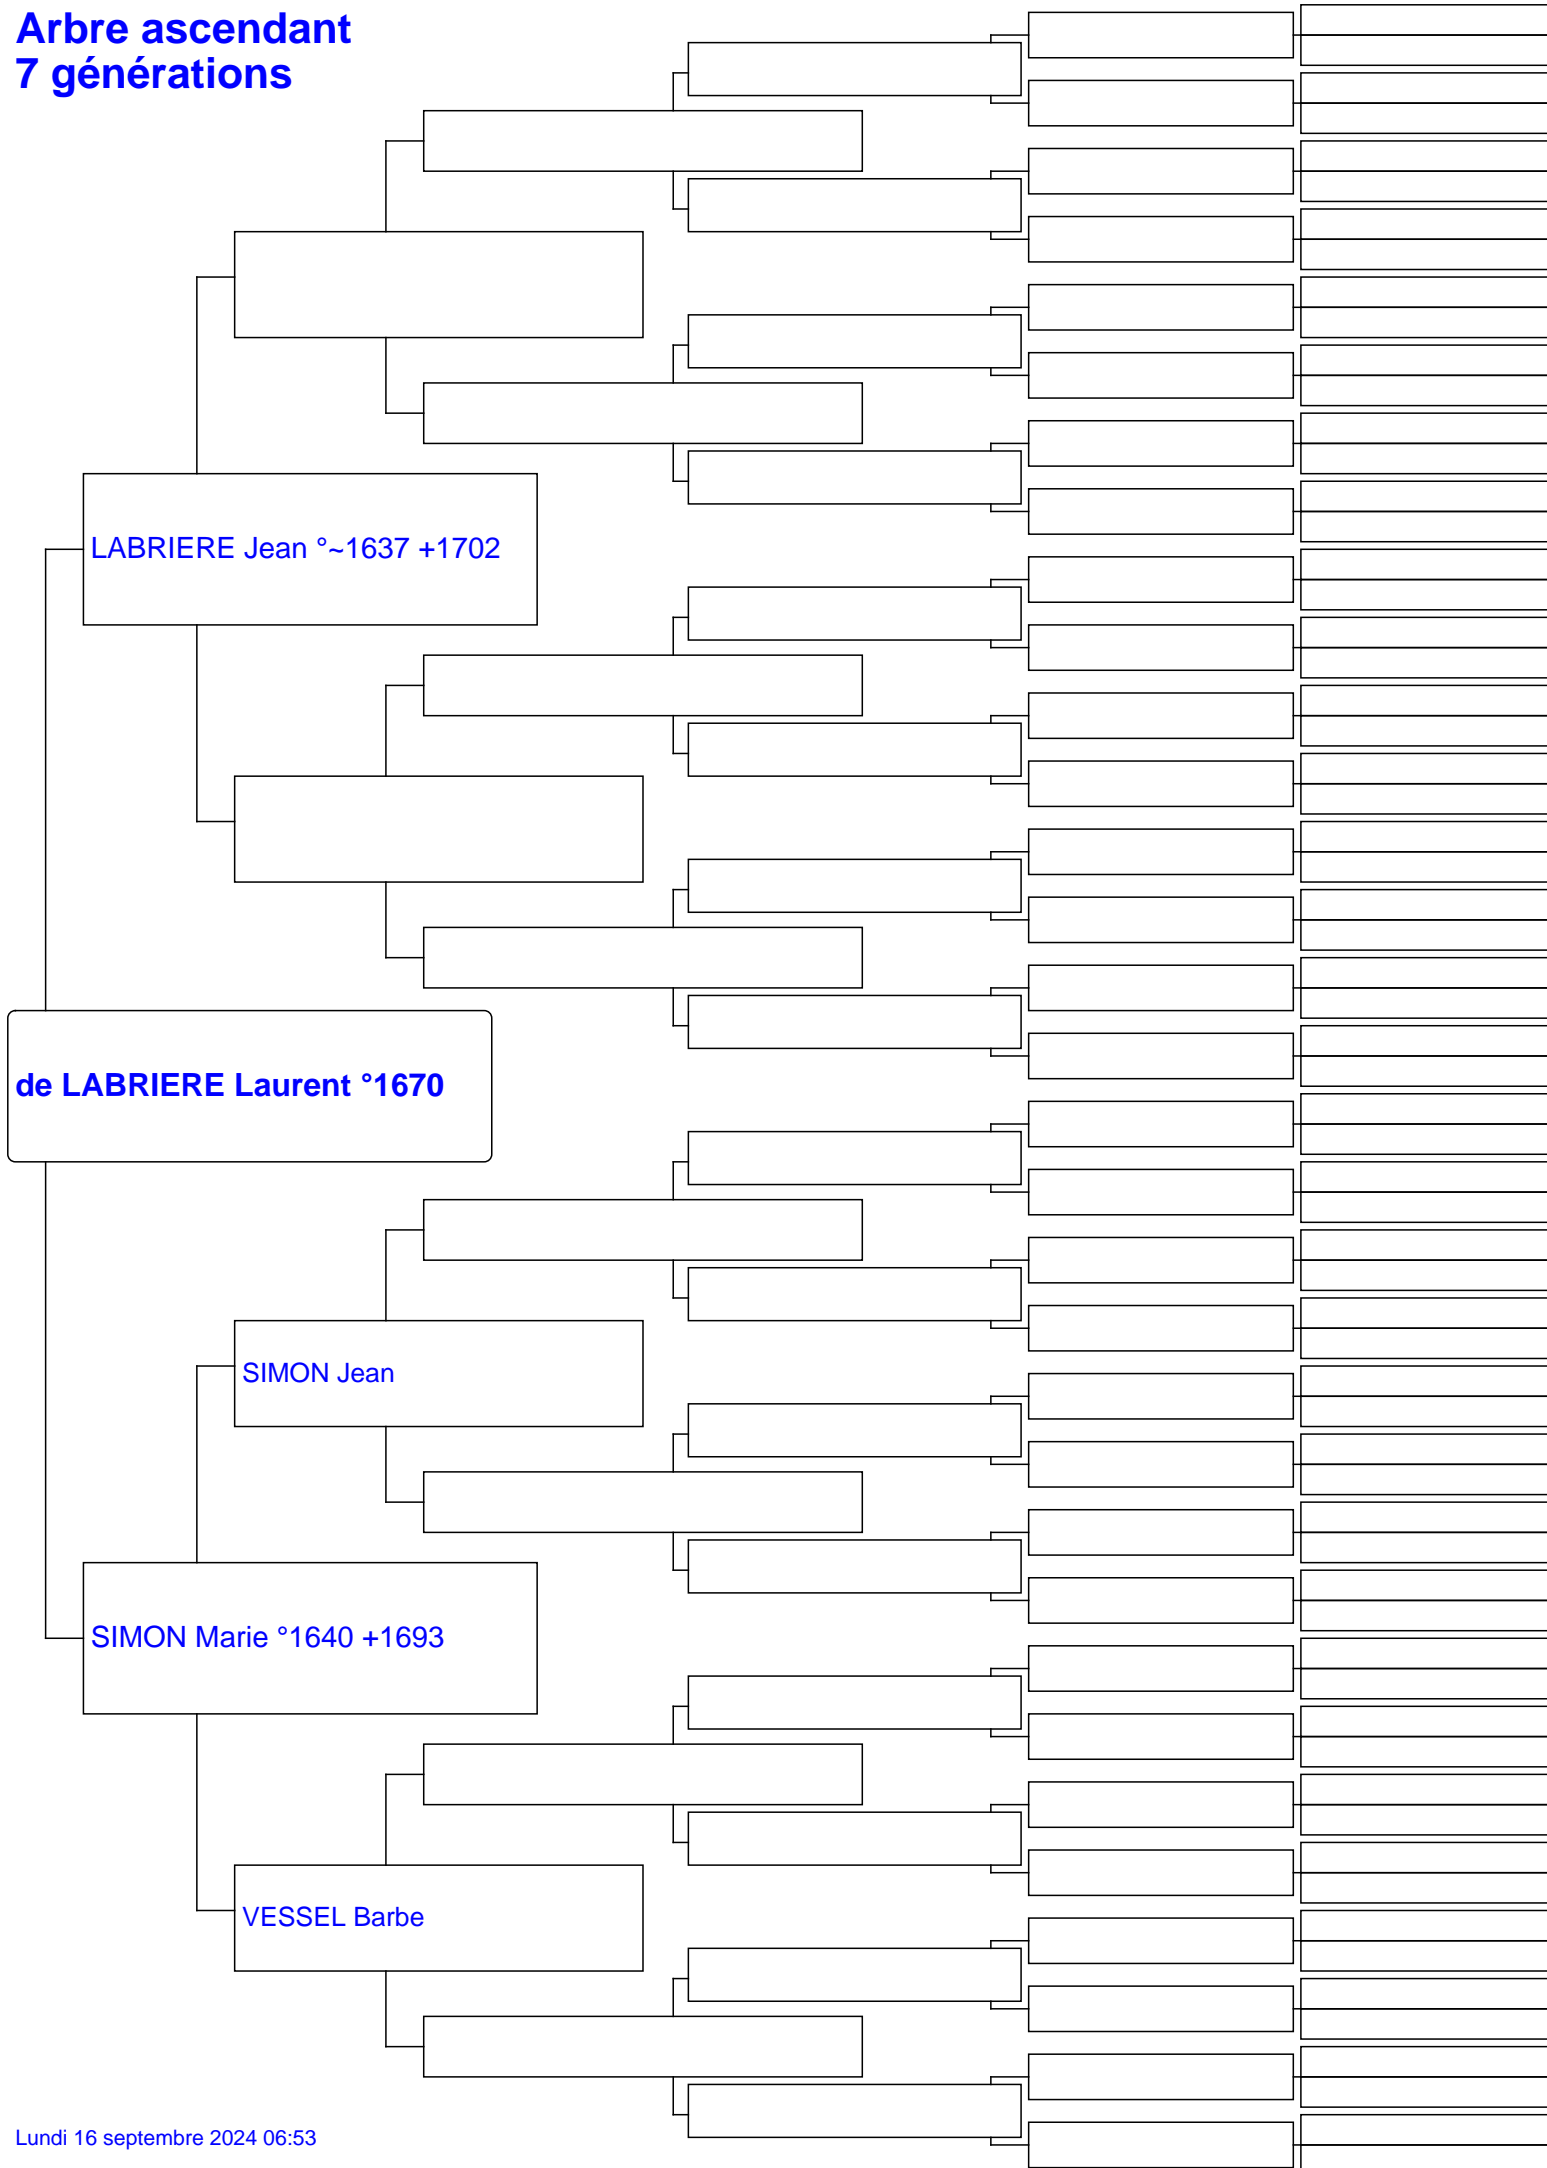 Arbre ascendant
7 générations
LABRIERE Jean °~1637 +1702
de LABRIERE Laurent °1670
SIMON Jean
SIMON Marie °1640 +1693
VESSEL Barbe
Lundi 16 septembre 2024 06:53